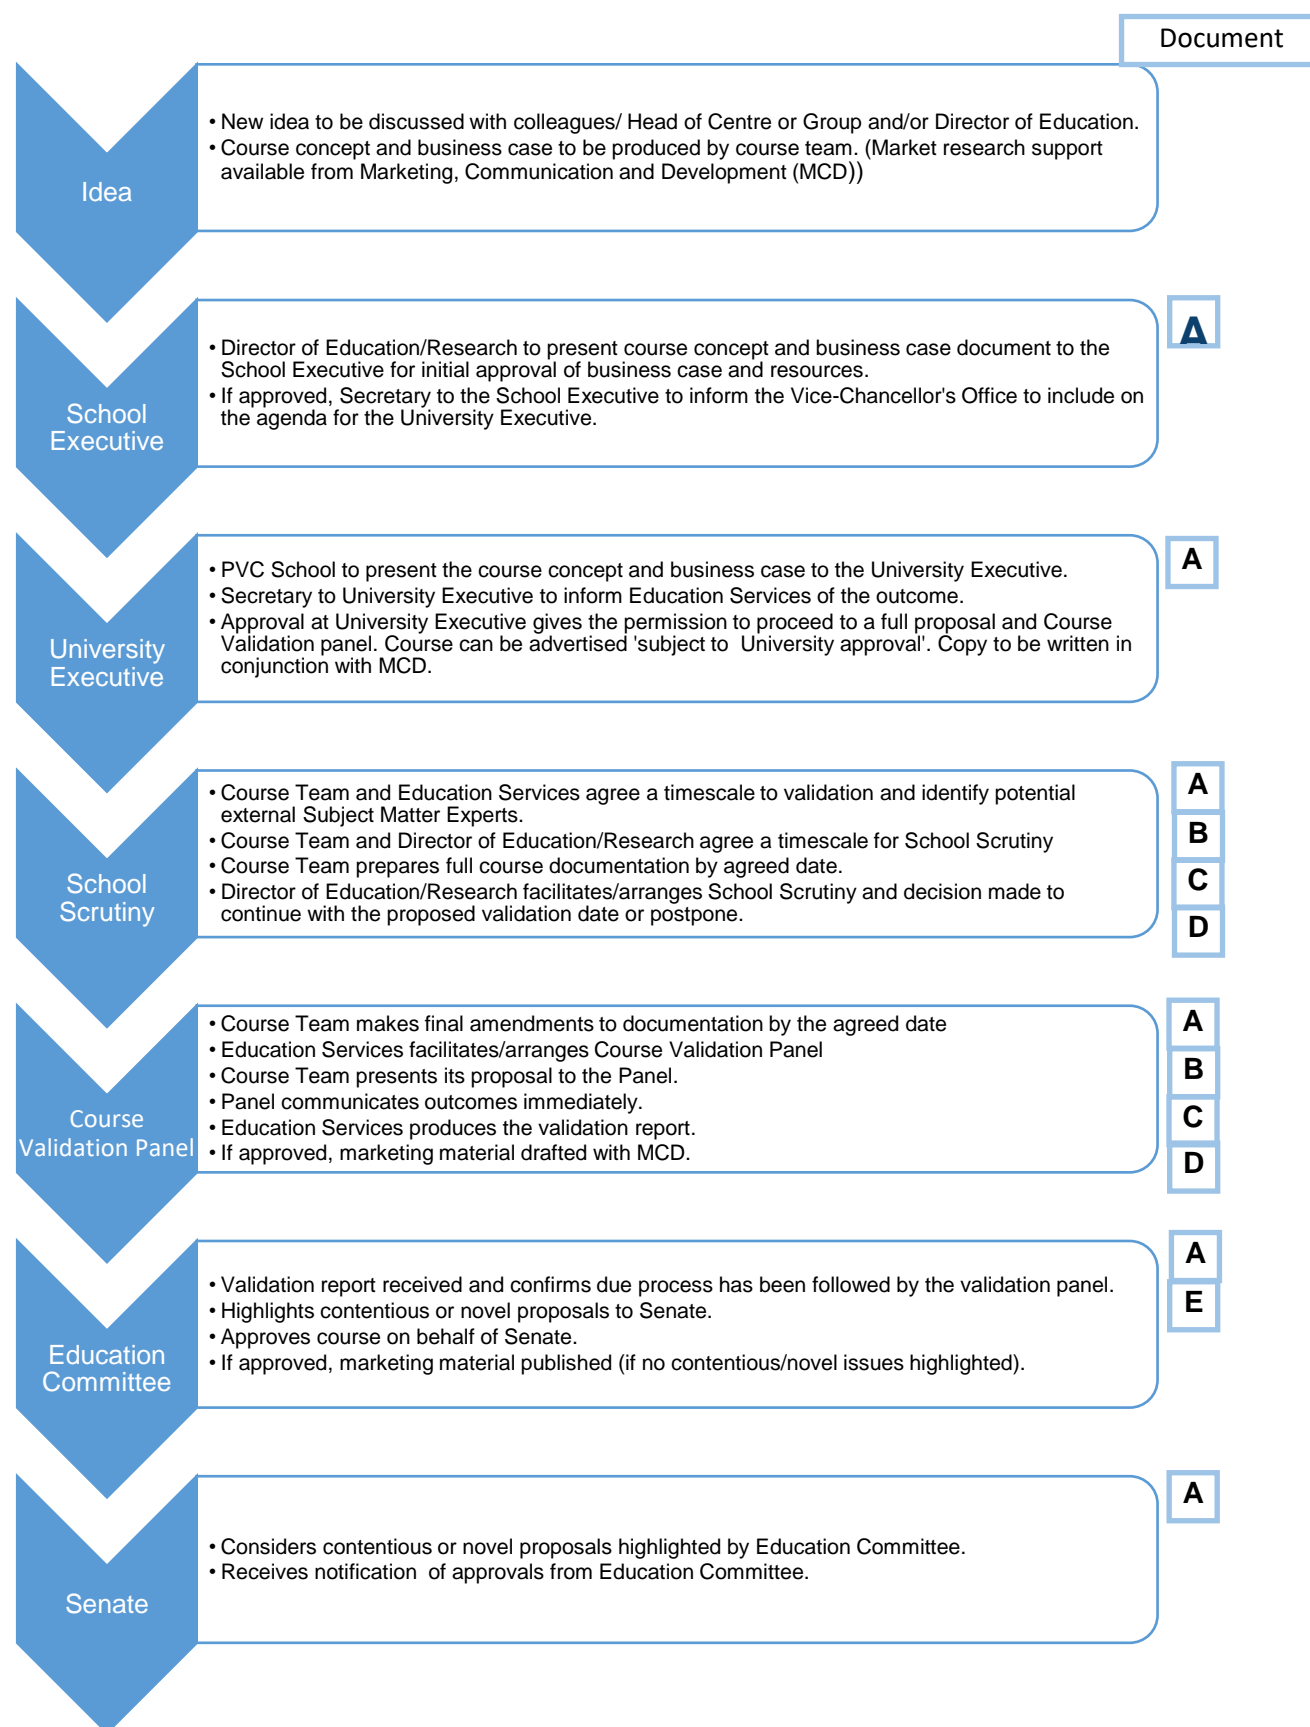 Document
Idea
• New idea to be discussed with colleagues/ Head of Centre or Group and/or Director of Education.
• Course concept and business case to be produced by course team. (Market research support
available from Marketing, Communication and Development (MCD))
School
Executive
• Director of Education/Research to present course concept and business case document to the
School Executive for initial approval of business case and resources.
• If approved, Secretary to the School Executive to inform the Vice-Chancellor's Office to include on
the agenda for the University Executive.
A
University
Executive
• PVC School to present the course concept and business case to the University Executive.
• Secretary to University Executive to inform Education Services of the outcome.
• Approval at University Executive gives the permission to proceed to a full proposal and Course
Validation panel. Course can be advertised 'subject to  University approval'. Copy to be written in
conjunction with MCD.
A
School
Scrutiny
• Course Team and Education Services agree a timescale to validation and identify potential
external Subject Matter Experts.
• Course Team and Director of Education/Research agree a timescale for School Scrutiny
• Course Team prepares full course documentation by agreed date.
• Director of Education/Research facilitates/arranges School Scrutiny and decision made to
continue with the proposed validation date or postpone.
A
B
C
D
Course
Validation Panel
• Course Team makes final amendments to documentation by the agreed date
• Education Services facilitates/arranges Course Validation Panel
• Course Team presents its proposal to the Panel.
• Panel communicates outcomes immediately.
• Education Services produces the validation report.
• If approved, marketing material drafted with MCD.
A
B
C
D
Education
Committee
• Validation report received and confirms due process has been followed by the validation panel.
• Highlights contentious or novel proposals to Senate.
• Approves course on behalf of Senate.
• If approved, marketing material published (if no contentious/novel issues highlighted).
A
E
Senate
• Considers contentious or novel proposals highlighted by Education Committee.
• Receives notification  of approvals from Education Committee.
A